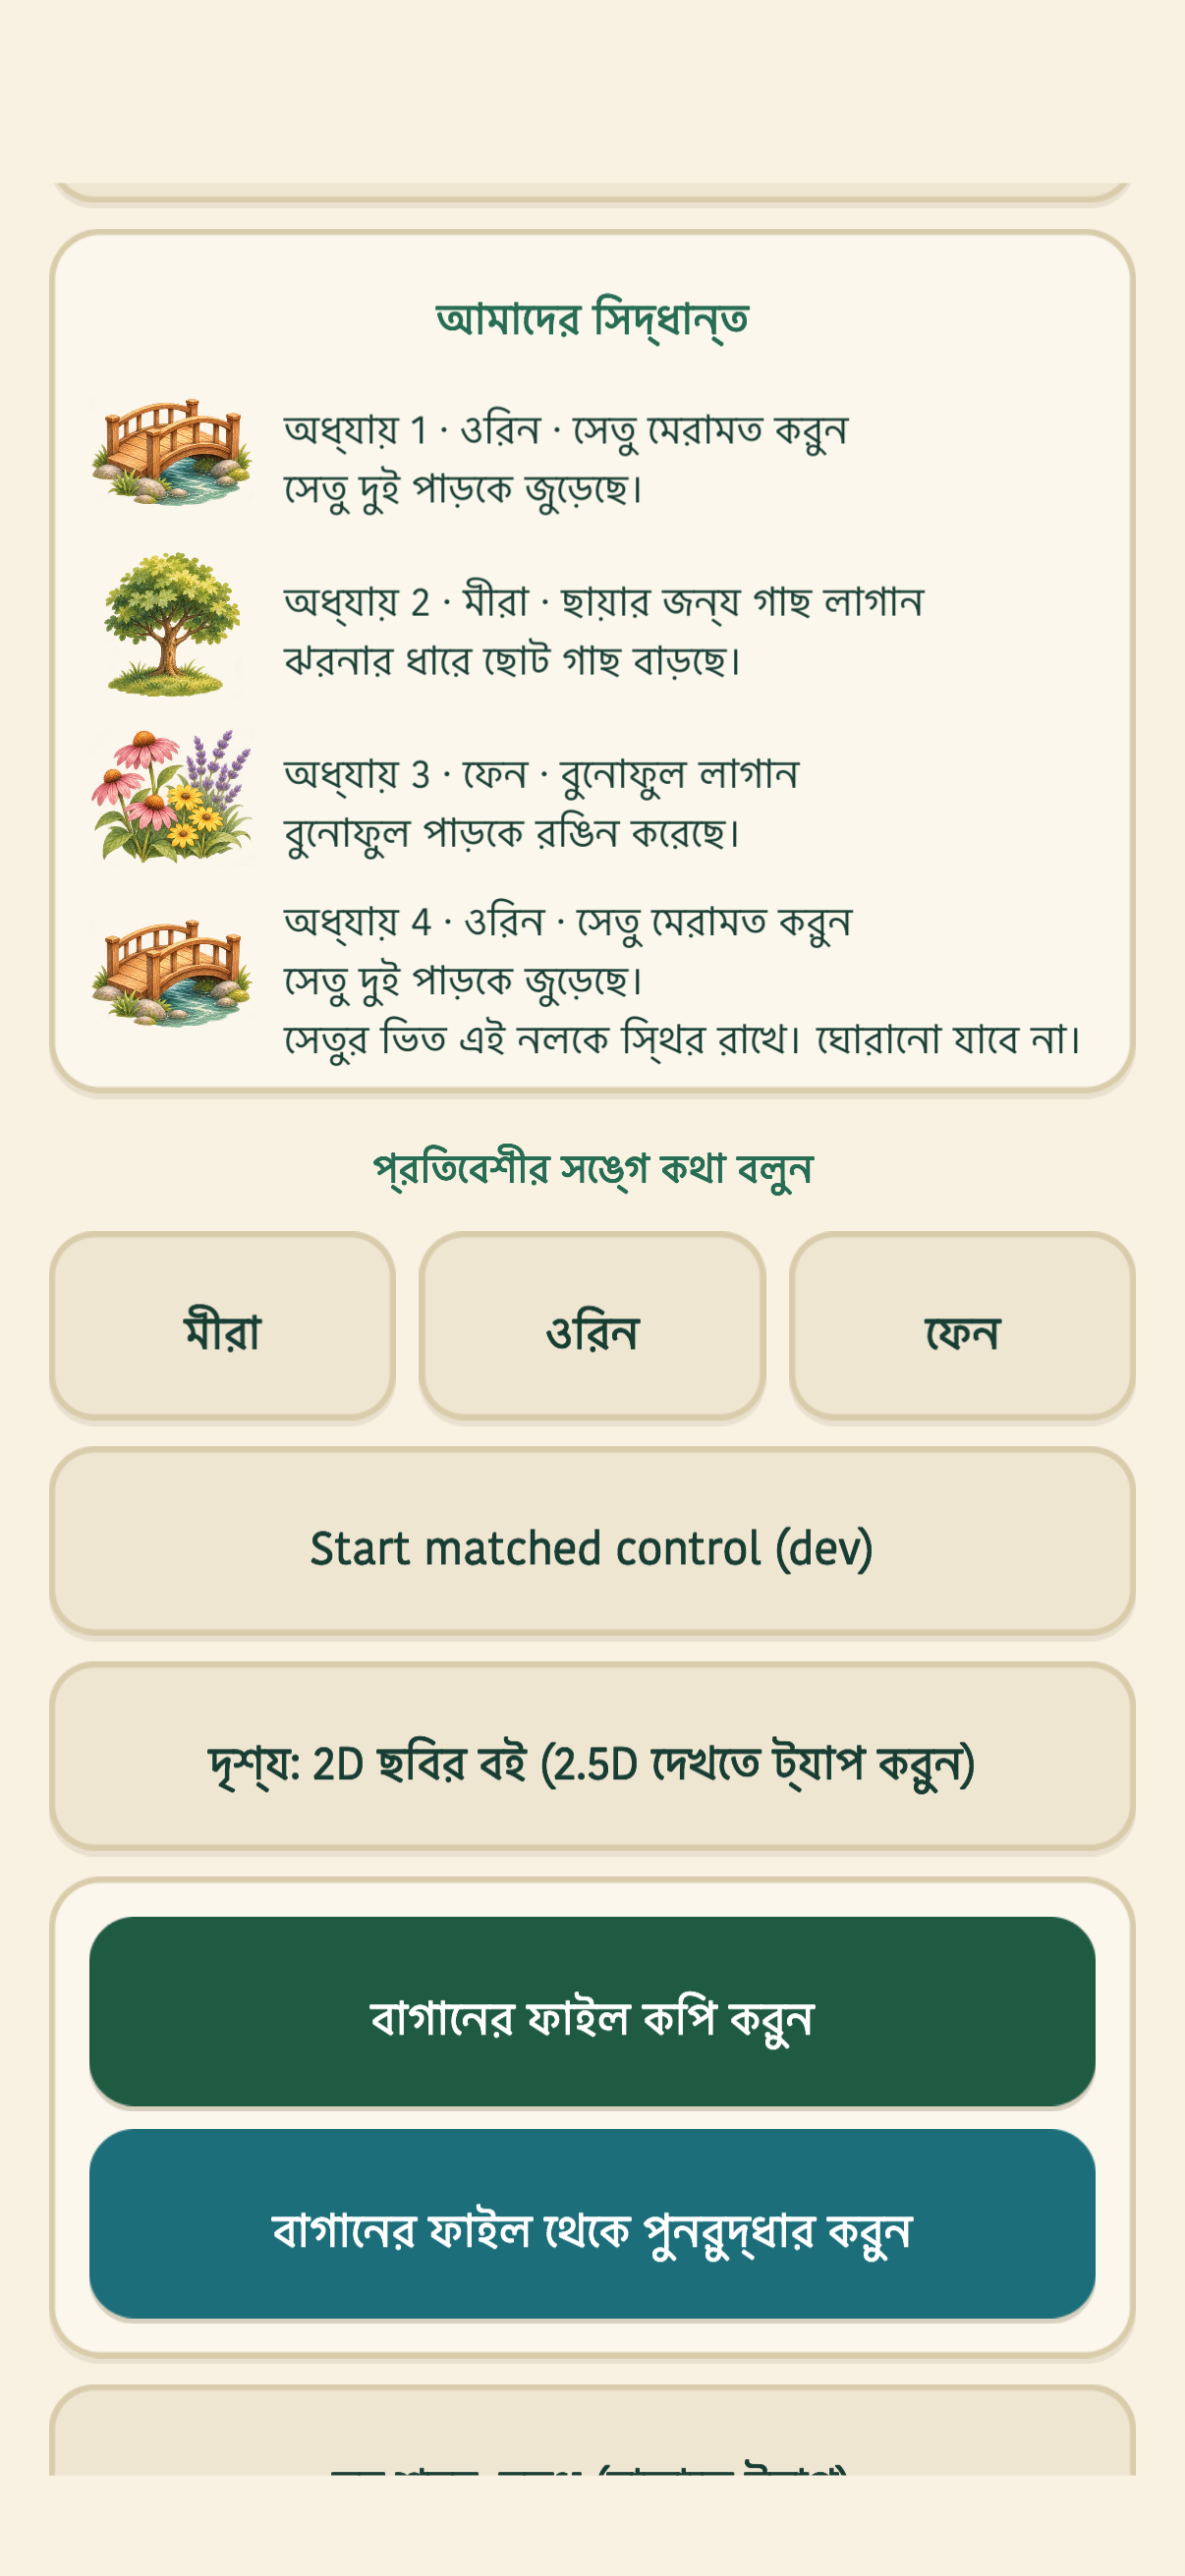 আমাদের সিদ্ধান্ত
অধ্যায় 1 · ওরিন · সেতু মেরামত করুন
সেতু দুই পাড়কে জুড়েছে।
অধ্যায় 2 · মীরা · ছায়ার জন্য গাছ লাগান
ঝরনার ধারে ছোট গাছ বাড়ছে।
অধ্যায় 3 · ফেন · বুনোফুল লাগান
বুনোফুল পাড়কে রঙিন করেছে।
অধ্যায় 4 · ওরিন · সেতু মেরামত করুন
সেতু দুই পাড়কে জুড়েছে।
সেতুর ভিত এই নলকে স্থির রাখে। ঘোরানো যাবে না।
প্রতিবেশীর সঙ্গে কথা বলুন
মীরা
ওরিন
ফেন
Start matched control (dev)
দৃশ্য: 2D ছবির বই (2.5D দেখতে ট্যাপ করুন)
বাগানের ফাইল কপি করুন
বাগানের ফাইল থেকে পুনরুদ্ধার করুন